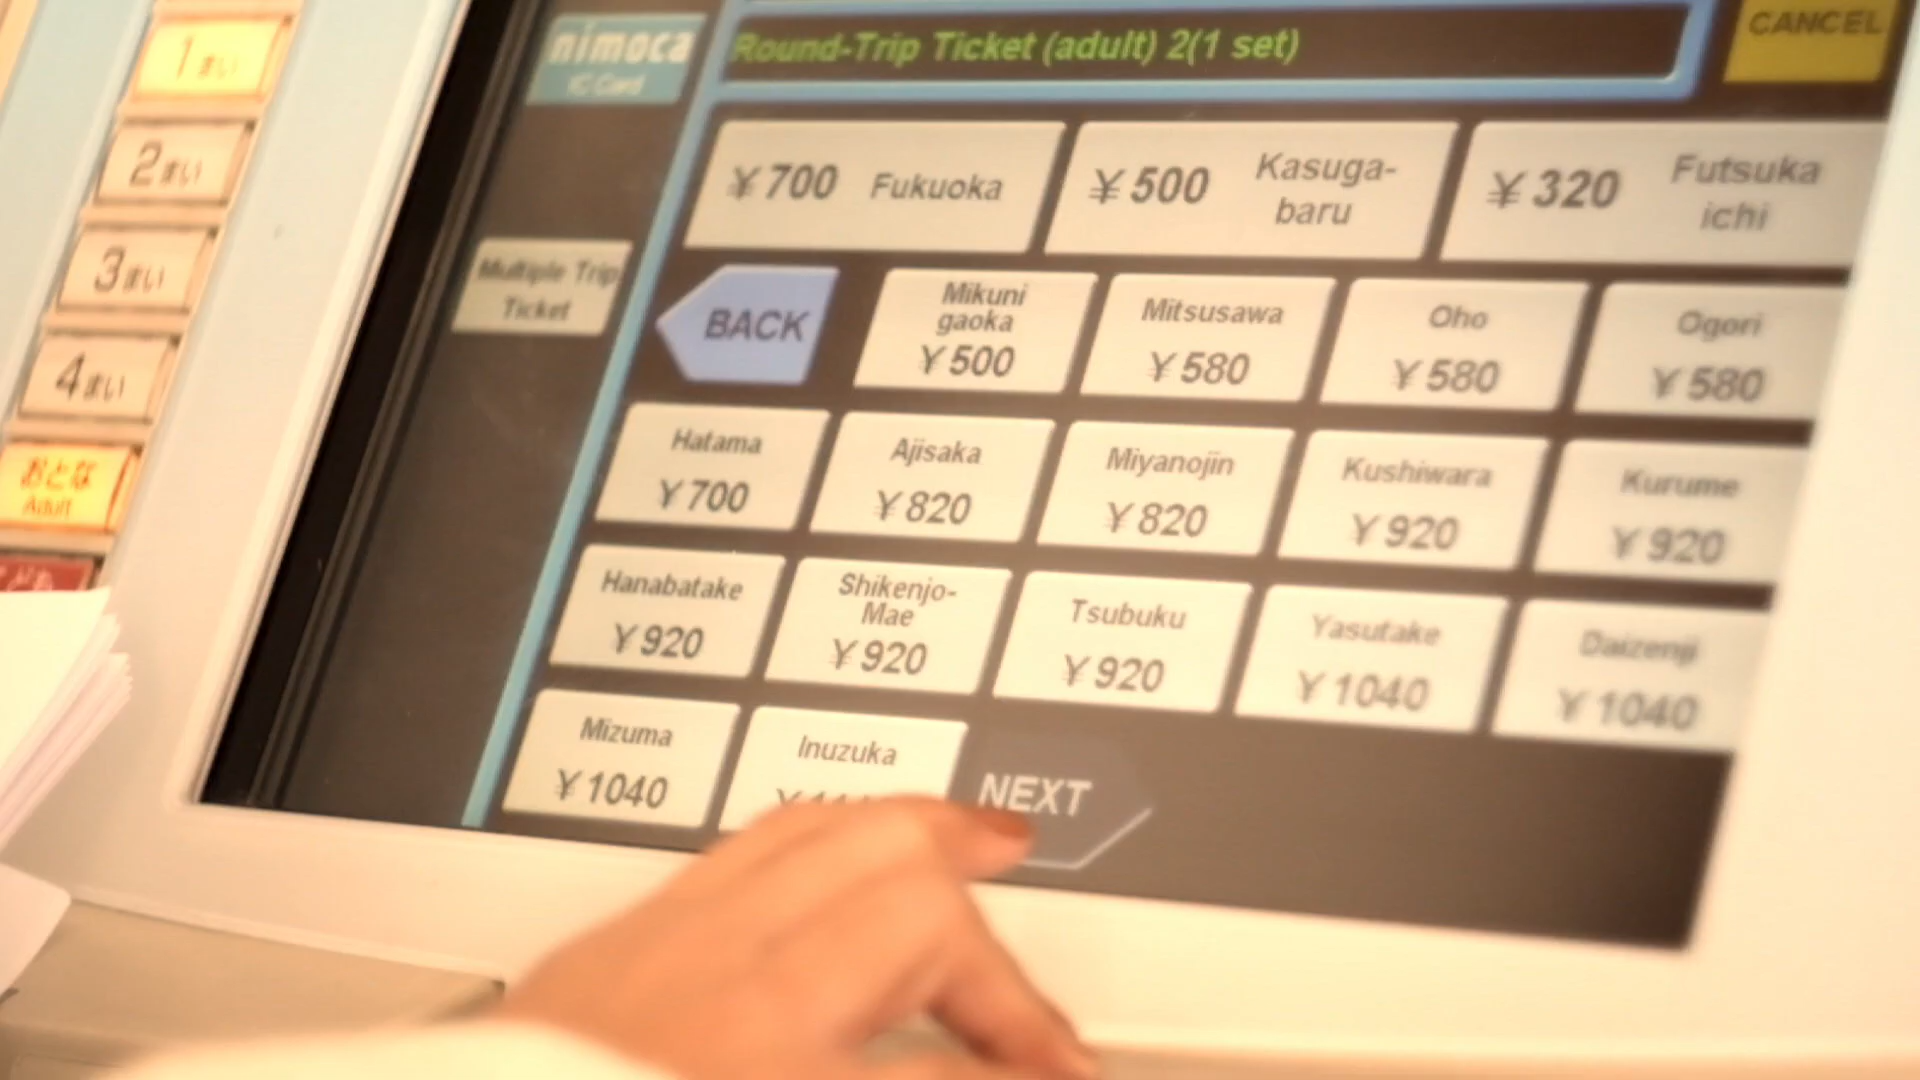 nimoca
IC Card
Round-Trip Ticket (adult) 2(1 set)
CANCEL
1まい
2まい
3まい
4まい
おとな
Adult
Multiple Trip
Ticket
¥700 Fukuoka
¥500 Kasuga-
baru
¥320 Futsuka
ichi
BACK
Mikuni
gaoka
¥500
Mitsusawa
¥580
Oho
¥580
Ogori
¥580
Hatama
¥700
Ajisaka
¥820
Miyanojin
¥820
Kushiwara
¥920
Kurume
¥920
Hanabatake
¥920
Shikenjo-
Mae
¥920
Tsubuku
¥920
Yasutake
¥1040
Daizenji
¥1040
Mizuma
¥1040
Inuzuka
NEXT